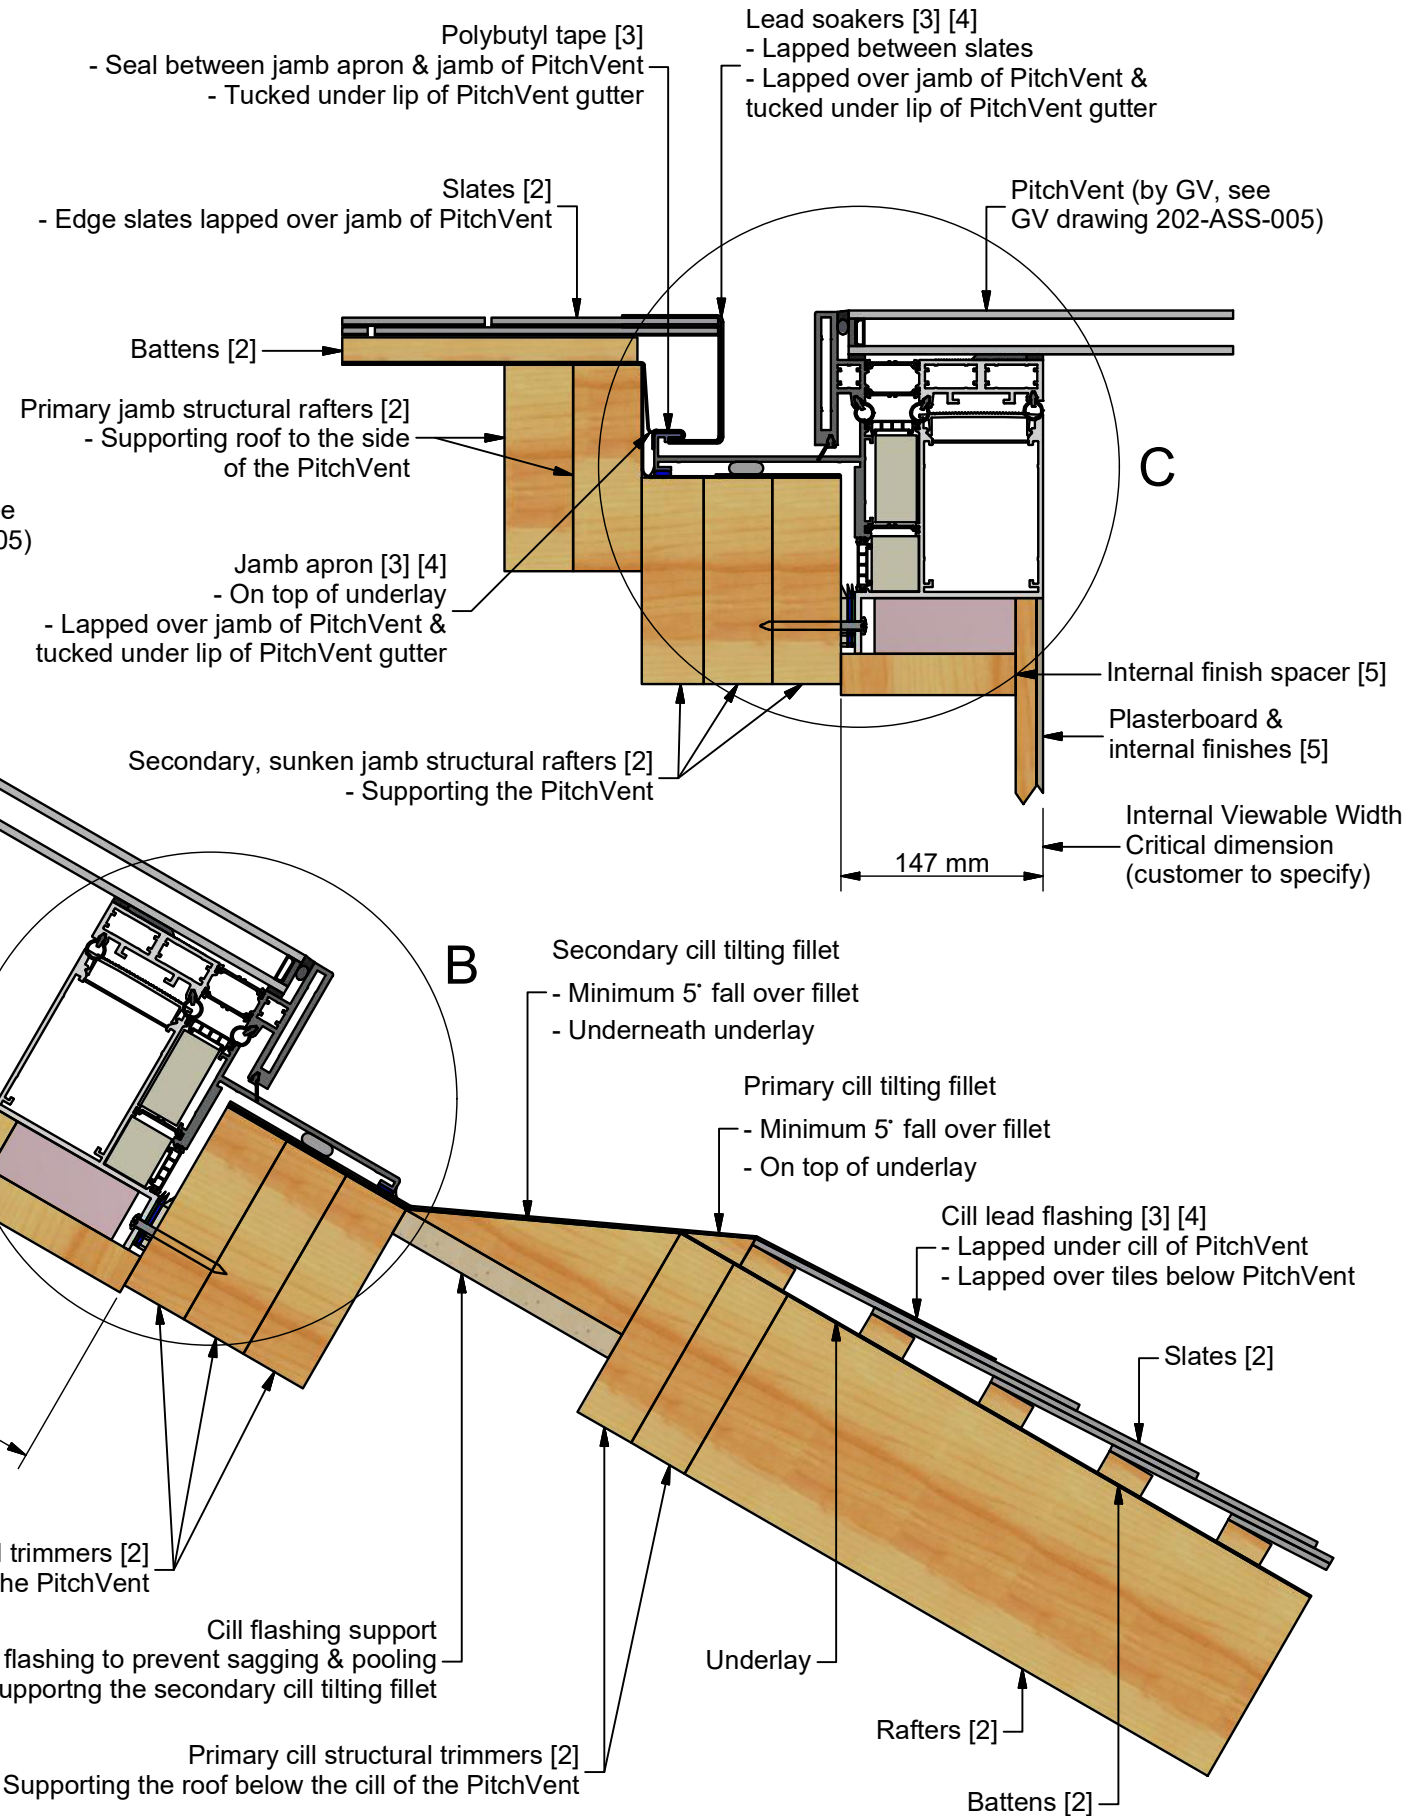 Polybutyl tape [3]
- Seal between jamb apron & jamb of PitchVent
- Tucked under lip of PitchVent gutter
Lead soakers [3] [4]
- Lapped between slates
- Lapped over jamb of PitchVent &
tucked under lip of PitchVent gutter
Slates [2]
- Edge slates lapped over jamb of PitchVent
PitchVent (by GV, see
GV drawing 202-ASS-005)
Battens [2]
Primary jamb structural rafters [2]
- Supporting roof to the side
of the PitchVent
C
e
05)
Jamb apron [3] [4]
- On top of underlay
- Lapped over jamb of PitchVent &
tucked under lip of PitchVent gutter
Internal finish spacer [5]
Plasterboard &
internal finishes [5]
Secondary, sunken jamb structural rafters [2]
- Supporting the PitchVent
Internal Viewable Width
Critical dimension
(customer to specify)
147 mm
B
Secondary cill tilting fillet
- Minimum 5° fall over fillet
- Underneath underlay
Primary cill tilting fillet
- Minimum 5° fall over fillet
- On top of underlay
Cill lead flashing [3] [4]
- Lapped under cill of PitchVent
- Lapped over tiles below PitchVent
Slates [2]
l trimmers [2]
he PitchVent
Cill flashing support
flashing to prevent sagging & pooling
upportng the secondary cill tilting fillet
Underlay
Rafters [2]
Primary cill structural trimmers [2]
Supporting the roof below the cill of the PitchVent
Battens [2]